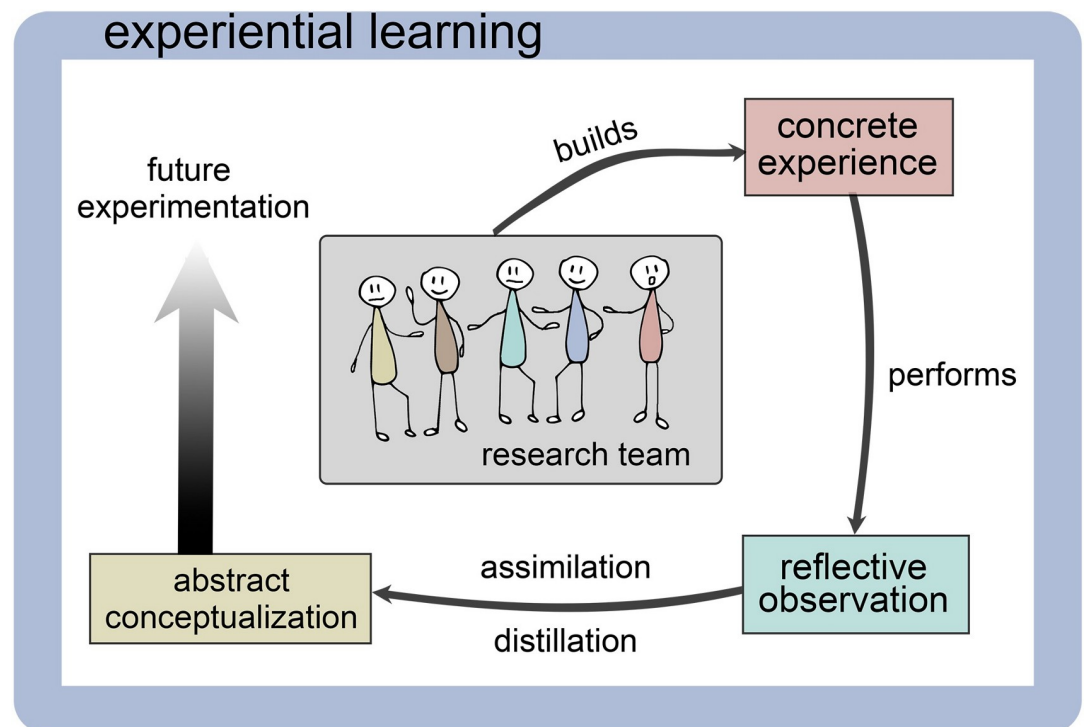 experiential learning
builds
concrete
experience
future
experimentation
performs
research team
abstract
conceptualization
assimilation
distillation
reflective
observation